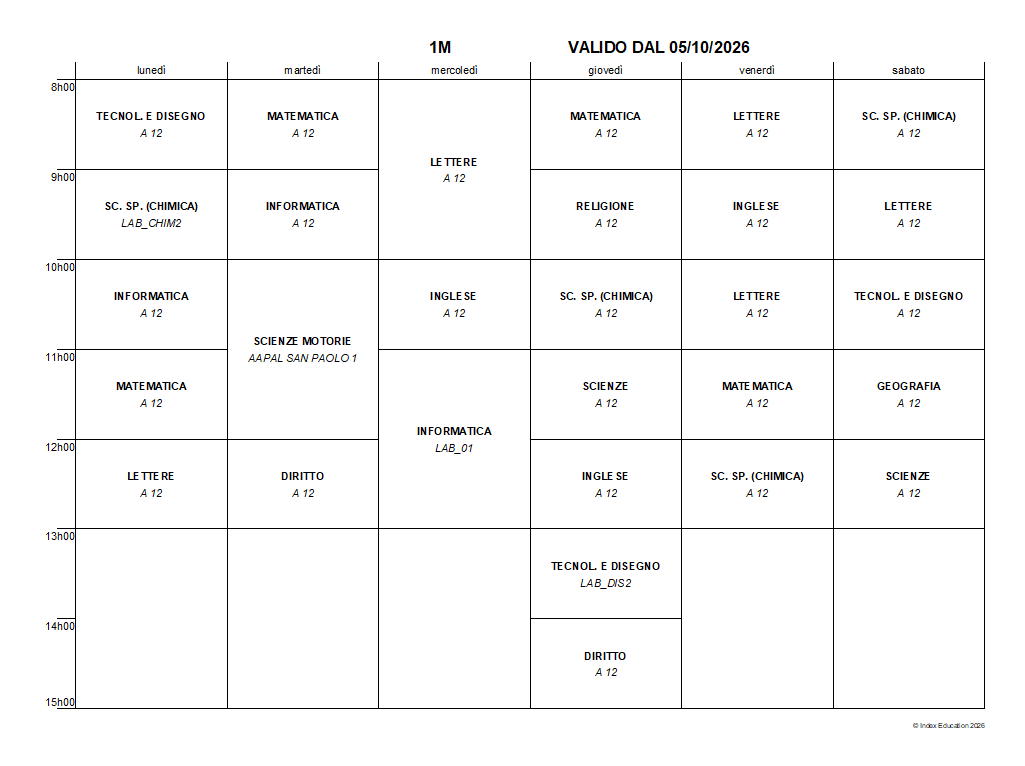 1M VALIDO DAL 05/10/2026
lunedì martedì mercoledì giovedì venerdì sabato
8h00
TECNOL. E DISEGNO MATEMATICA MATEMATICA LETTERE SC. SP. (CHIMICA)
A 12 A 12 A 12 A 12 A 12
LETTERE
A 12
9h00
SC. SP. (CHIMICA) INFORMATICA RELIGIONE INGLESE LETTERE
LAB_CHIM2 A 12 A 12 A 12 A 12
10h00
INFORMATICA INGLESE SC. SP. (CHIMICA) LETTERE TECNOL. E DISEGNO
A 12 A 12 A 12 A 12 A 12
SCIENZE MOTORIE
AAPAL SAN PAOLO 1
11h00
MATEMATICA SCIENZE MATEMATICA GEOGRAFIA
A 12 A 12 A 12 A 12
INFORMATICA
LAB_01
12h00
LETTERE DIRITTO INGLESE SC. SP. (CHIMICA) SCIENZE
A 12 A 12 A 12 A 12 A 12
13h00
TECNOL. E DISEGNO
LAB_DIS2
14h00
DIRITTO
A 12
15h00
© Index Education 2026